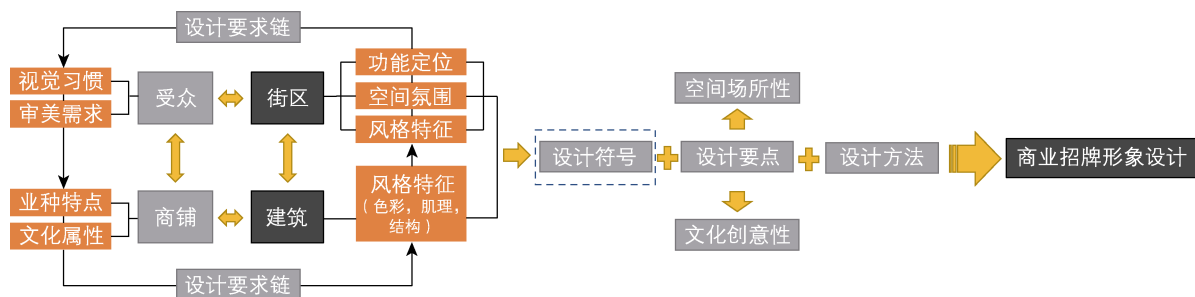 设计要求链
视觉习惯
审美需求
受众
街区
功能定位
空间氛围
风格特征
业种特点
文化属性
商铺
建筑
风格特征
(色彩，肌理，
结构)
设计要求链
设计符号
空间场所性
设计要点
文化创意性
设计方法
商业招牌形象设计